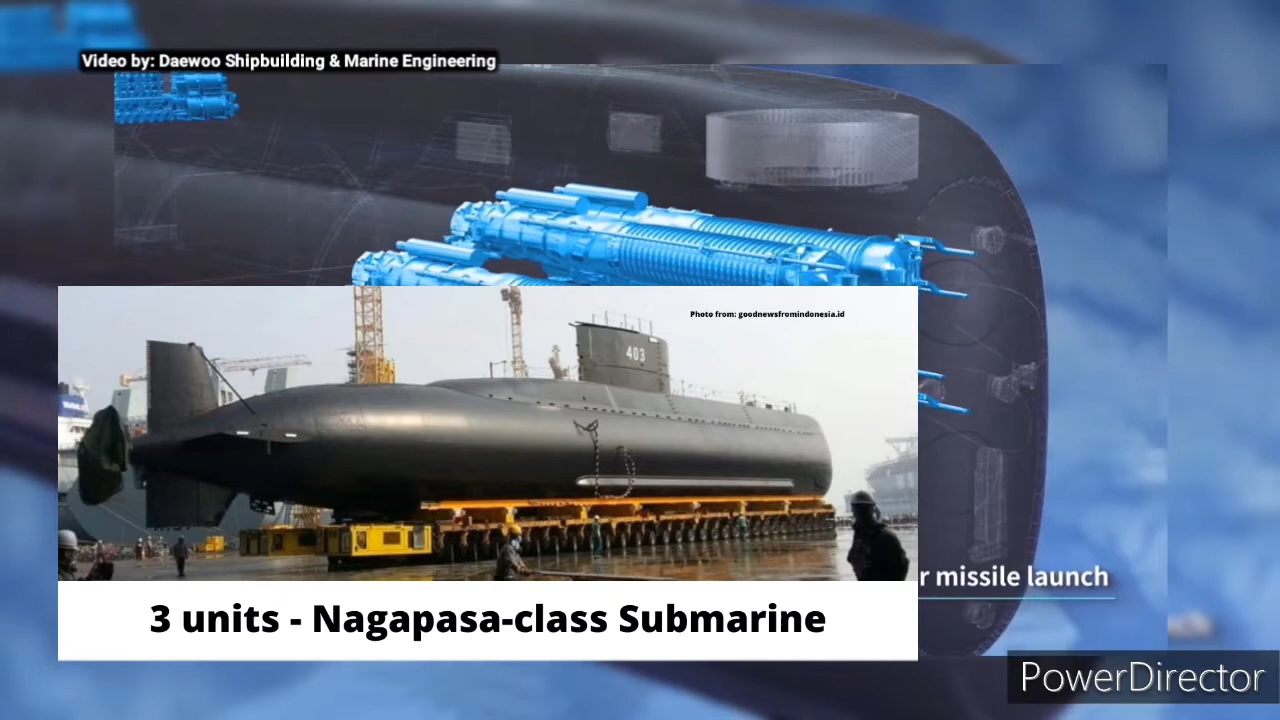 Video by: Daewoo Shipbuilding & Marine Engineering
Photo from: goodnewsfromindonesia.id
403
r missile launch
3 units - Nagapasa-class Submarine
PowerDirector